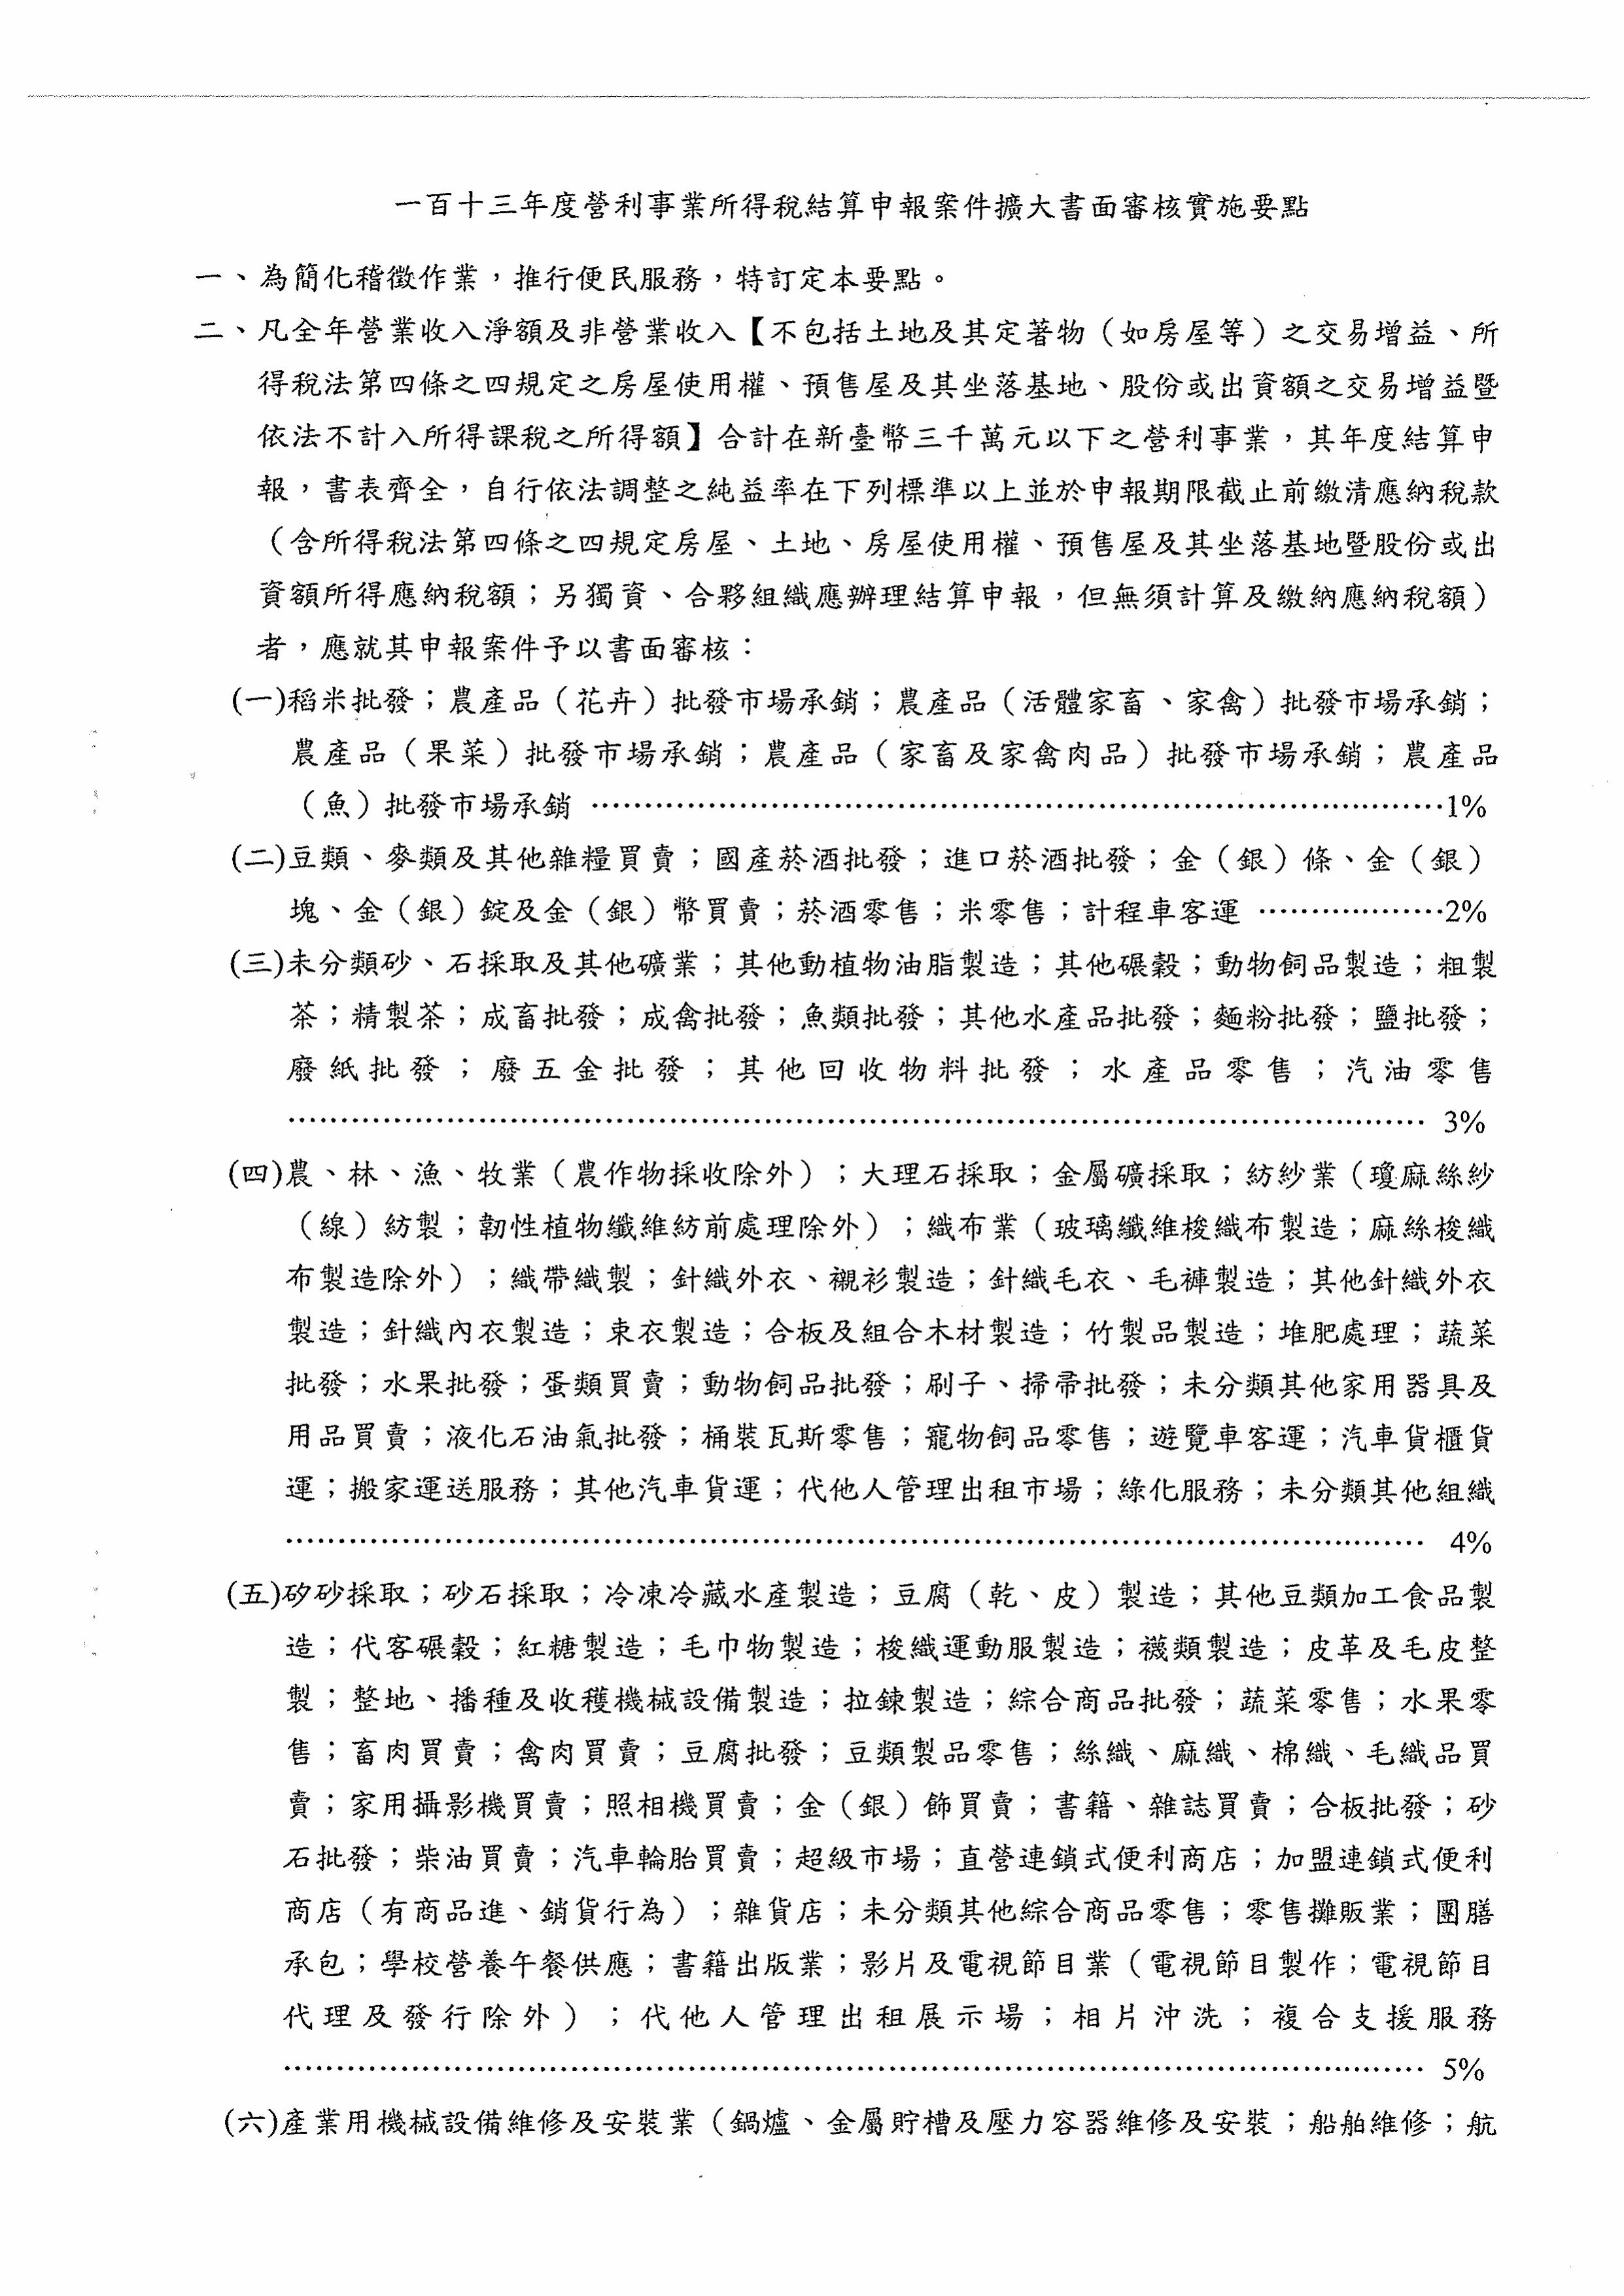 一百十三年度營利事業所得稅結算申報案件擴大書面審核實施要點
一、為簡化稽徵作業，推行便民服務，特訂定本要點。
二、凡全年營業收入淨額及非營業收入【不包括土地及其定著物（如房屋等）之交易增益、所
得稅法第四條之四規定之房屋使用權、預售屋及其坐落基地、股份或出資額之交易增益暨
依法不計入所得課稅之所得額】合計在新臺幣三千萬元以下之營利事業，其年度結算申
報，書表齊全，自行依法調整之純益率在下列標準以上並於申報期限截止前繳清應納稅款
（含所得稅法第四條之四規定房屋、土地、房屋使用權、預售屋及其坐落基地暨股份或出
資額所得應納稅額；另獨資、合夥組織應辦理結算申報，但無須計算及繳納應納稅額）
者，應就其申報案件予以書面審核：
(一)稻米批發；農產品（花卉）批發市場承銷；農產品（活體家畜、家禽）批發市場承銷；
農產品（果菜）批發市場承銷；農產品（家畜及家禽肉品）批發市場承銷；農產品
（魚）批發市場承銷 ……………………………………………………………………1%
(二)豆類、麥類及其他雜糧買賣；國產菸酒批發；進口菸酒批發；金（銀）條、金（銀）
塊、金（銀）錠及金（銀）幣買賣；菸酒零售；米零售；計程車客運 ………………2%
(三)未分類砂、石採取及其他礦業；其他動植物油脂製造；其他碾穀；動物飼品製造；粗製
茶；精製茶；成畜批發；成禽批發；魚類批發；其他水產品批發；麵粉批發；鹽批發；
廢紙批發；廢五金批發；其他回收物料批發；水產品零售；汽油零售
…………………………………………………………………………………………… 3%
(四)農、林、漁、牧業（農作物採收除外）；大理石採取；金屬礦採取；紡紗業（瓊麻絲紗
（線）紡製；韌性植物纖維紡前處理除外）；織布業（玻璃纖維梭織布製造；麻絲梭織
布製造除外）；織帶織製；針織外衣、襯衫製造；針織毛衣、毛褲製造；其他針織外衣
製造；針織內衣製造；束衣製造；合板及組合木材製造；竹製品製造；堆肥處理；蔬菜
批發；水果批發；蛋類買賣；動物飼品批發；刷子、掃帚批發；未分類其他家用器具及
用品買賣；液化石油氣批發；桶裝瓦斯零售；寵物飼品零售；遊覽車客運；汽車貨櫃貨
運；搬家運送服務；其他汽車貨運；代他人管理出租市場；綠化服務；未分類其他組織
…………………………………………………………………………………………… 4%
(五)矽砂採取；砂石採取；冷凍冷藏水產製造；豆腐（乾、皮）製造；其他豆類加工食品製
造；代客碾穀；紅糖製造；毛巾物製造；梭織運動服製造；襪類製造；皮革及毛皮整
製；整地、播種及收穫機械設備製造；拉鍊製造；綜合商品批發；蔬菜零售；水果零
售；畜肉買賣；禽肉買賣；豆腐批發；豆類製品零售；絲織、麻織、棉織、毛織品買
賣；家用攝影機買賣；照相機買賣；金（銀）飾買賣；書籍、雜誌買賣；合板批發；砂
石批發；柴油買賣；汽車輪胎買賣；超級市場；直營連鎖式便利商店；加盟連鎖式便利
商店（有商品進、銷貨行為）；雜貨店；未分類其他綜合商品零售；零售攤販業；團膳
承包；學校營養午餐供應；書籍出版業；影片及電視節目業（電視節目製作；電視節目
代理及發行除外）；代他人管理出租展示場；相片沖洗；複合支援服務
…………………………………………………………………………………………… 5%
(六)產業用機械設備維修及安裝業（鍋爐、金屬貯槽及壓力容器維修及安裝；船舶維修；航